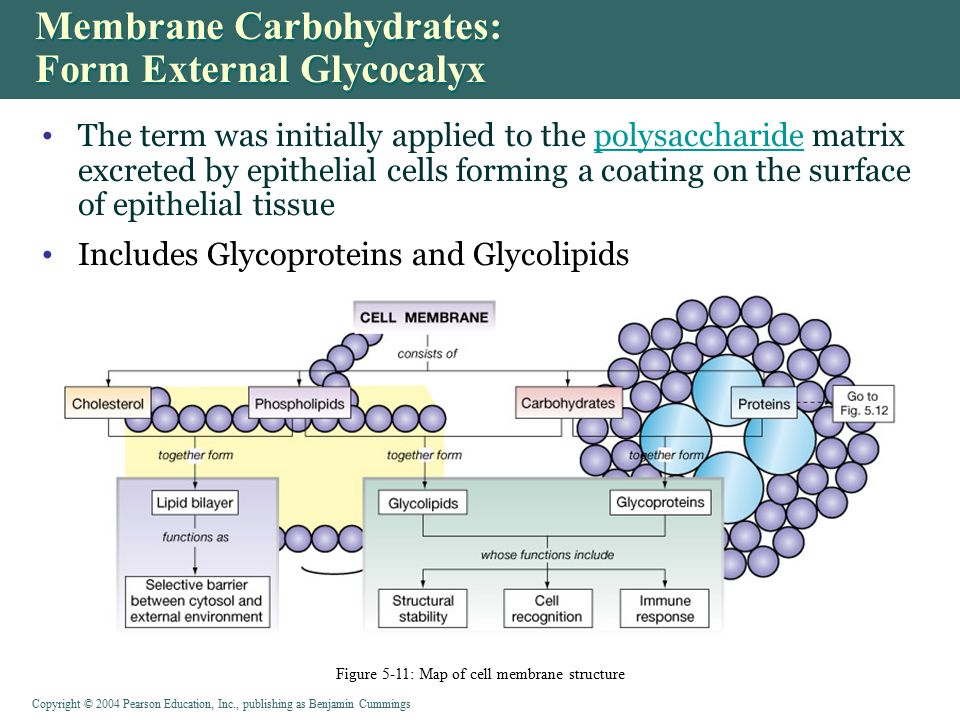 Membrane Carbohydrates:
Form External Glycocalyx
• The term was initially applied to the polysaccharide matrix
excreted by epithelial cells forming a coating on the surface
of epithelial tissue
• Includes Glycoproteins and Glycolipids
CELL MEMBRANE
consists of
Cholesterol
Phospholipids
Carbohydrates
Proteins
Go to
Fig. 5.12
together form
together form
together form
Lipid bilayer
Glycolipids
Glycoproteins
functions as
whose functions include
Selective barrier
between cytosol and
external environment
Structural
stability
Cell
recognition
Immune
response
Figure 5-11: Map of cell membrane structure
Copyright © 2004 Pearson Education, Inc., publishing as Benjamin Cummings